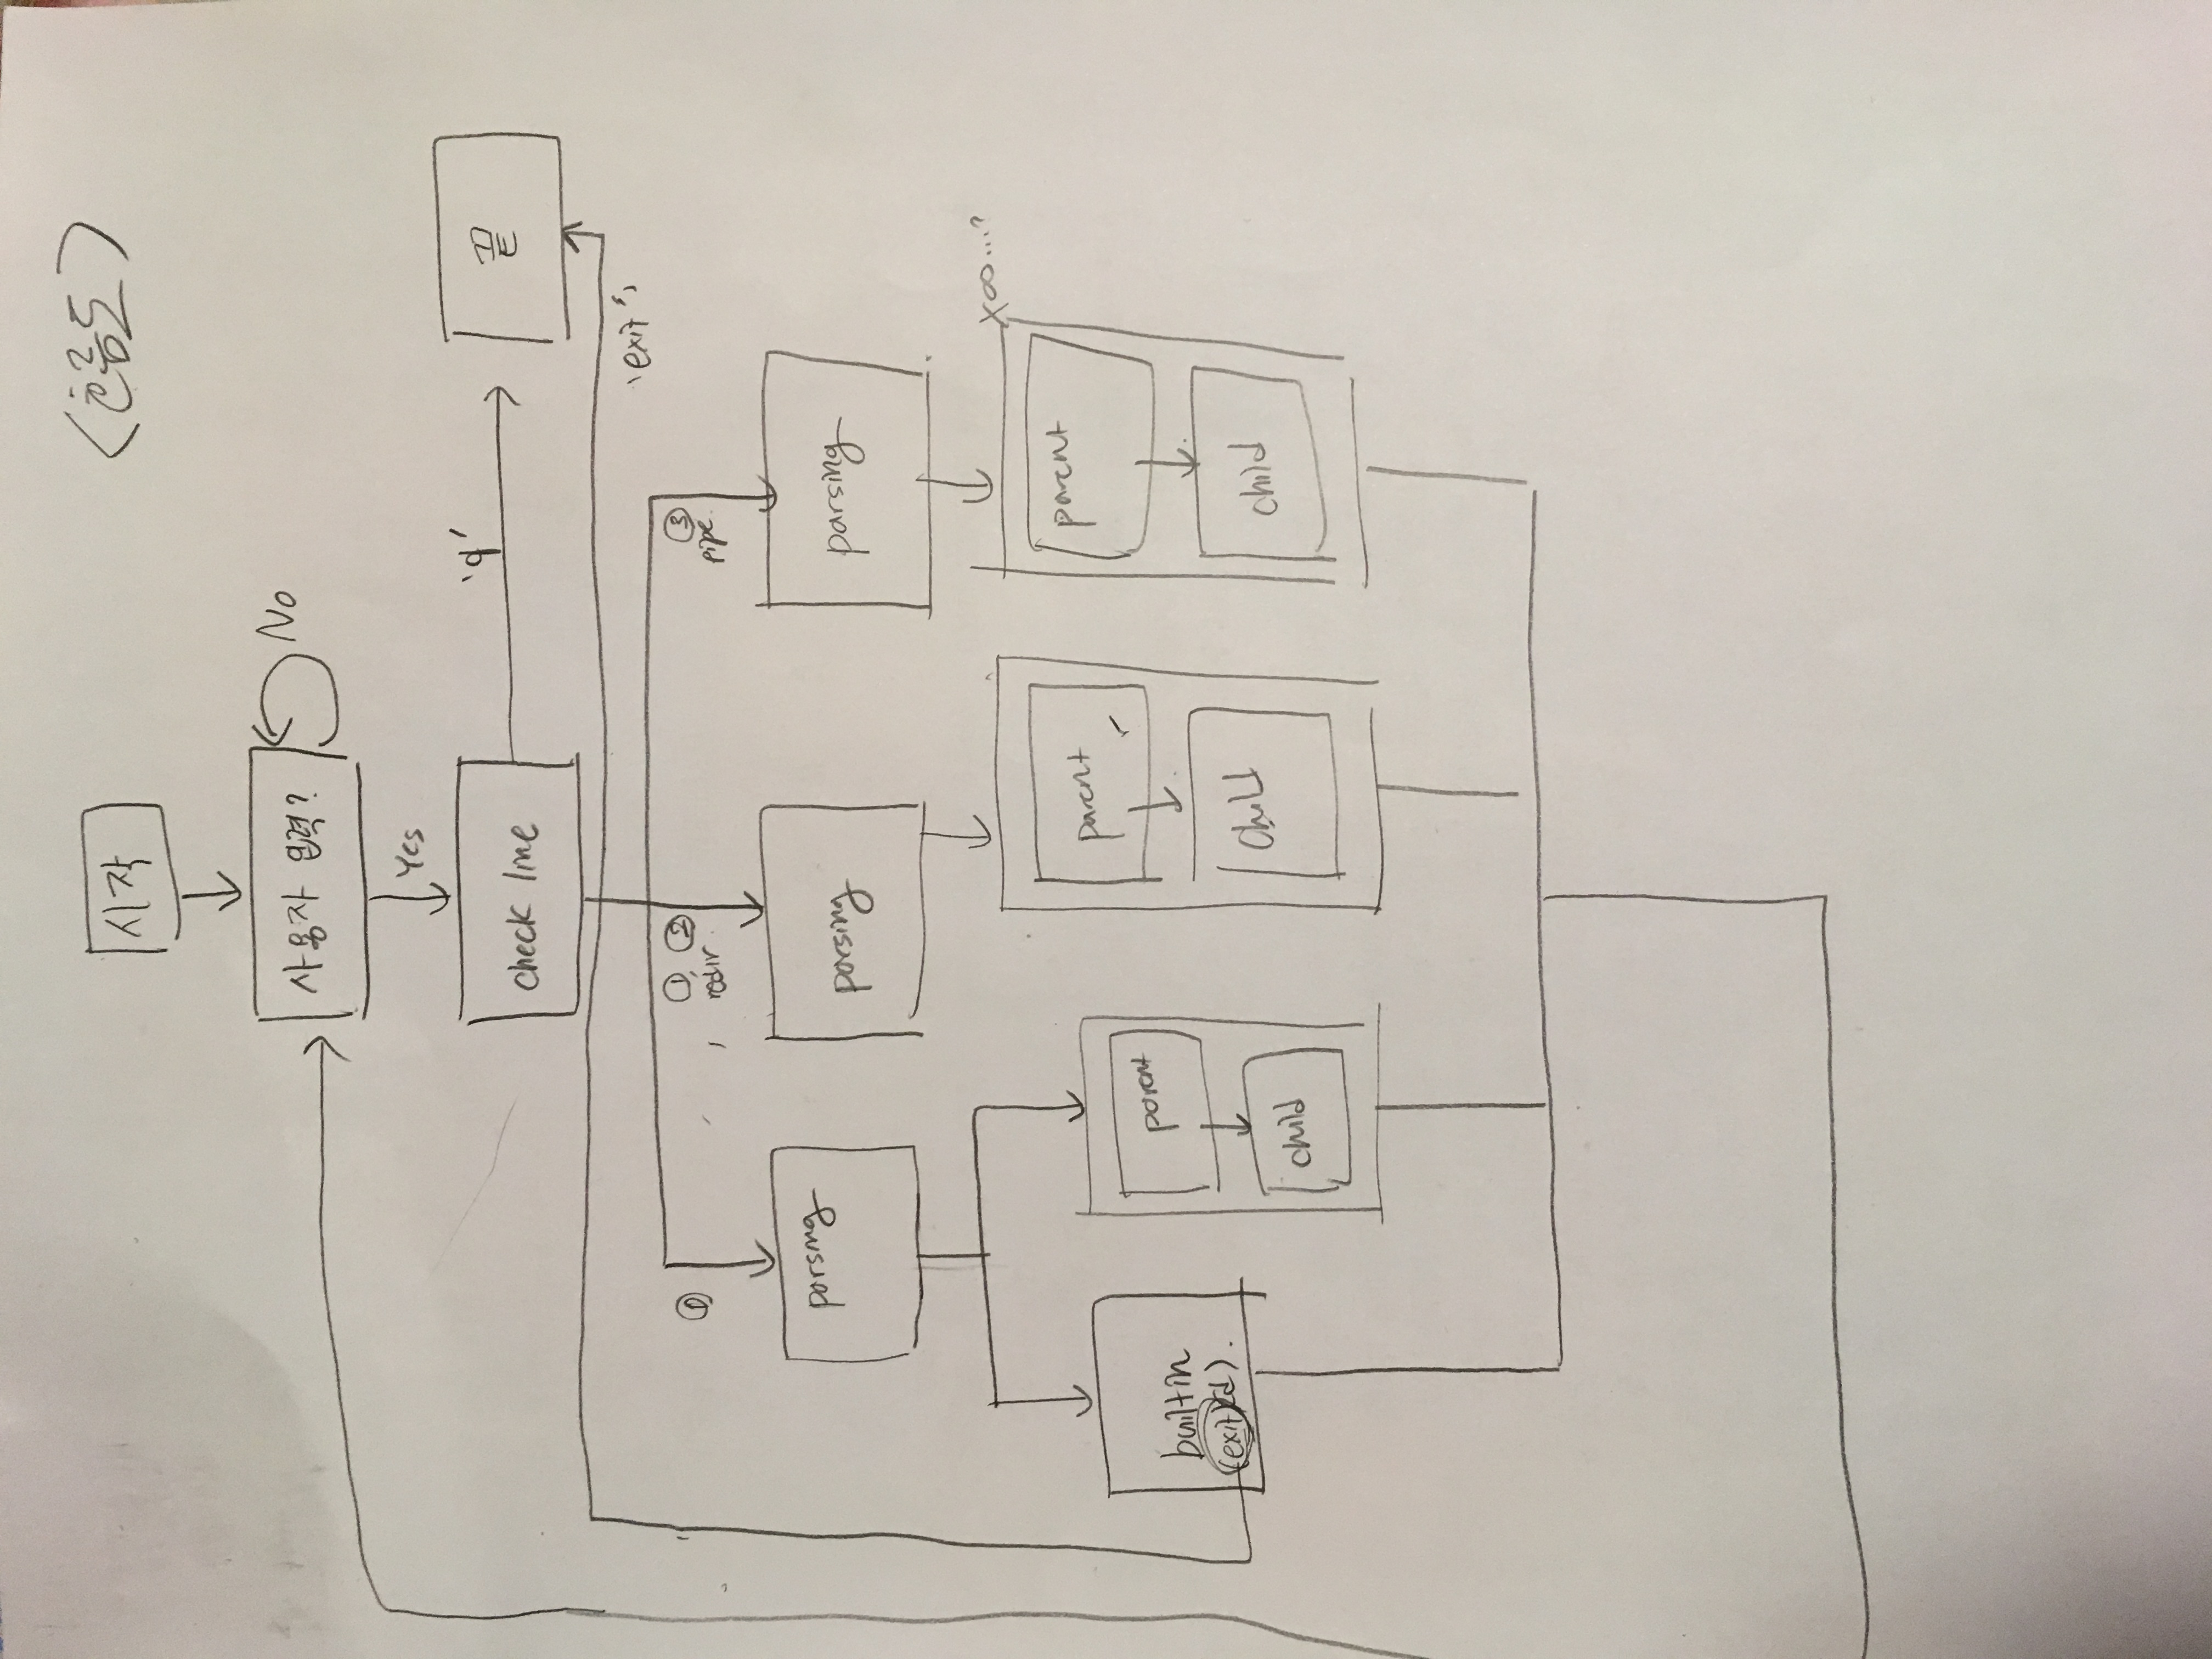 <흐름도>
시작
사용자 입력?
No
Yes
check line
'q'
끝
'exit'
①
①, ②
redir
③
pipe.
parsing
parsing
parsing
x∞...?
parent
parent
parent
builtin
(exit)(cd).
child
child
child